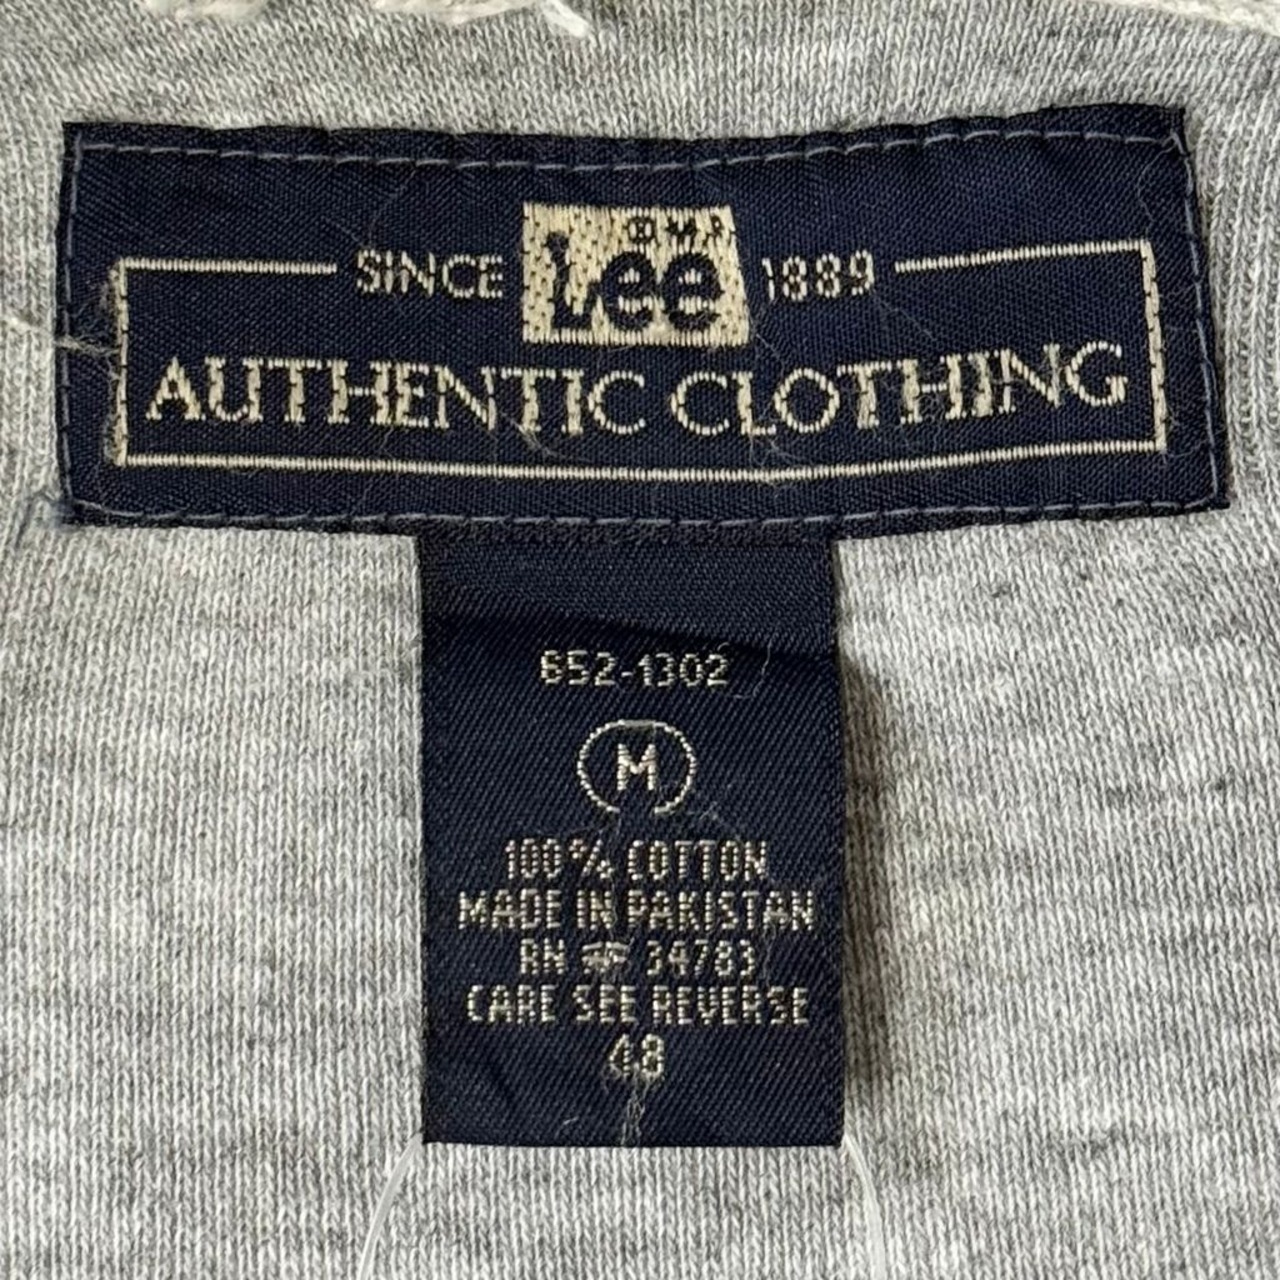 SINCE Lee ® M.R. 1889
AUTHENTIC CLOTHING
652-1302
M
100% COTTON
MADE IN PAKISTAN
RN # 34783
CARE SEE REVERSE
48